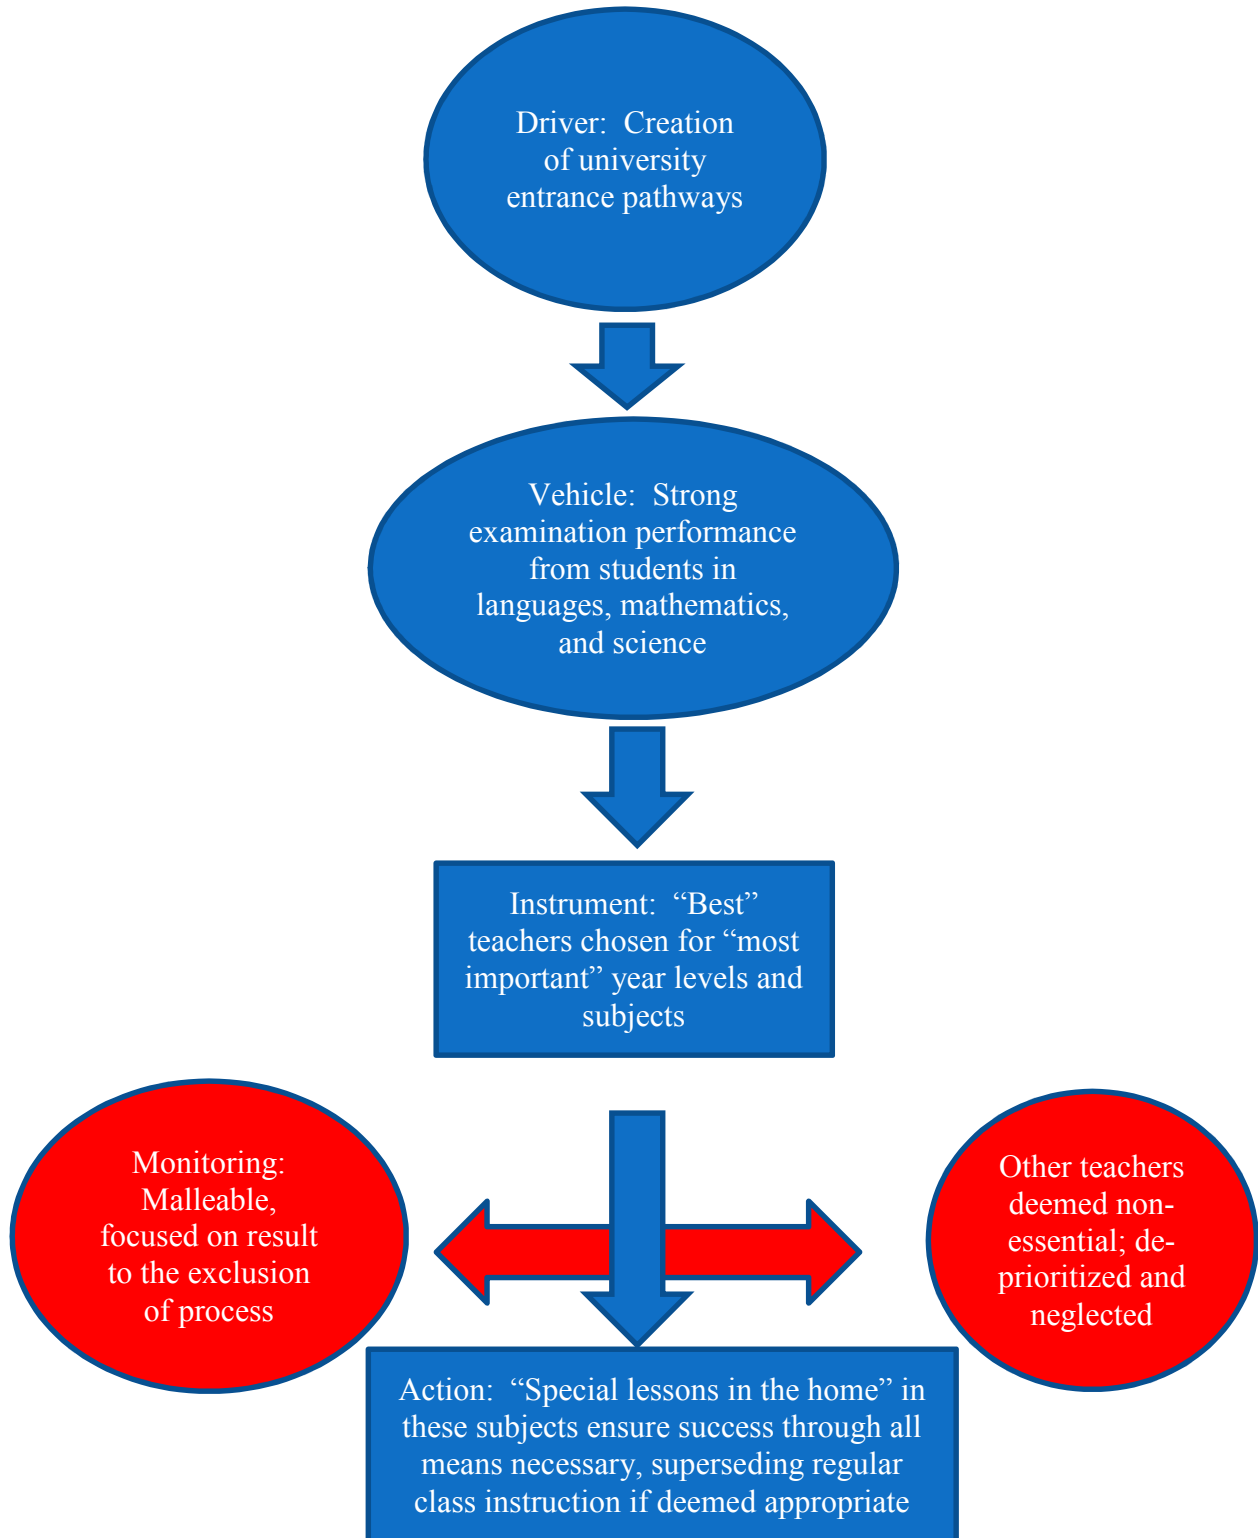 Driver: Creation
of university
entrance pathways
Vehicle: Strong
examination performance
from students in
languages, mathematics,
and science
Instrument: “Best”
teachers chosen for “most
important” year levels and
subjects
Monitoring:
Malleable,
focused on result
to the exclusion
of process
Other teachers
deemed non-
essential; de-
prioritized and
neglected
Action: “Special lessons in the home” in
these subjects ensure success through all
means necessary, superseding regular
class instruction if deemed appropriate